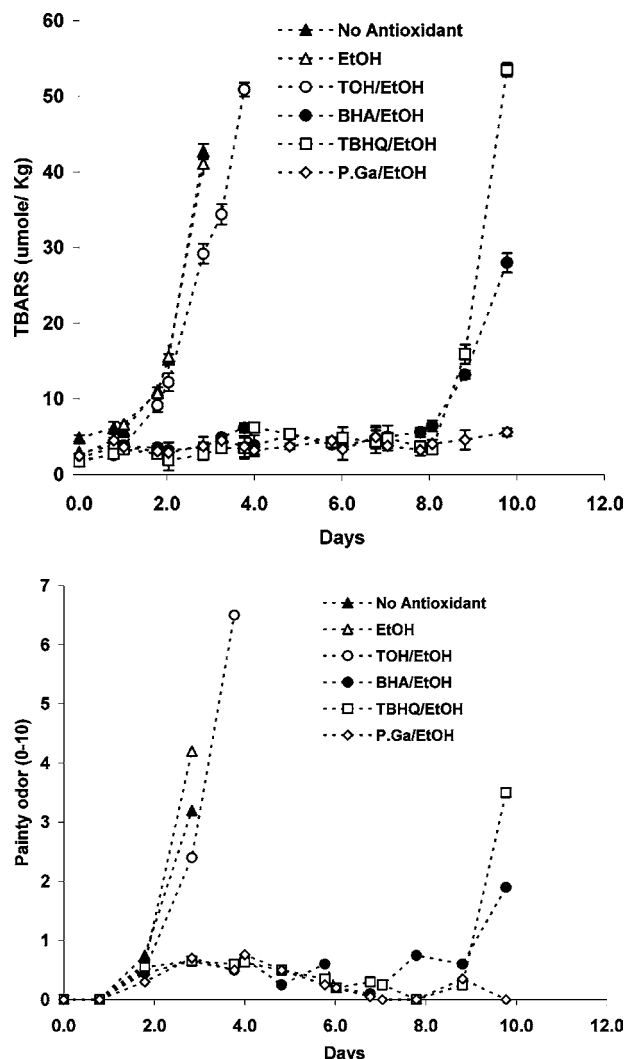 60
50
40
30
20
10
0
TBARS (umole/ Kg)
No Antioxidant
EtOH
TOH/EtOH
BHA/EtOH
TBHQ/EtOH
P.Ga/EtOH
0.0 2.0 4.0 6.0 8.0 10.0 12.0
Days
7
6
5
4
3
2
1
0
Painty odor (0-10)
No Antioxidant
EtOH
TOH/EtOH
BHA/EtOH
TBHQ/EtOH
P.Ga/EtOH
0.0 2.0 4.0 6.0 8.0 10.0 12.0
Days